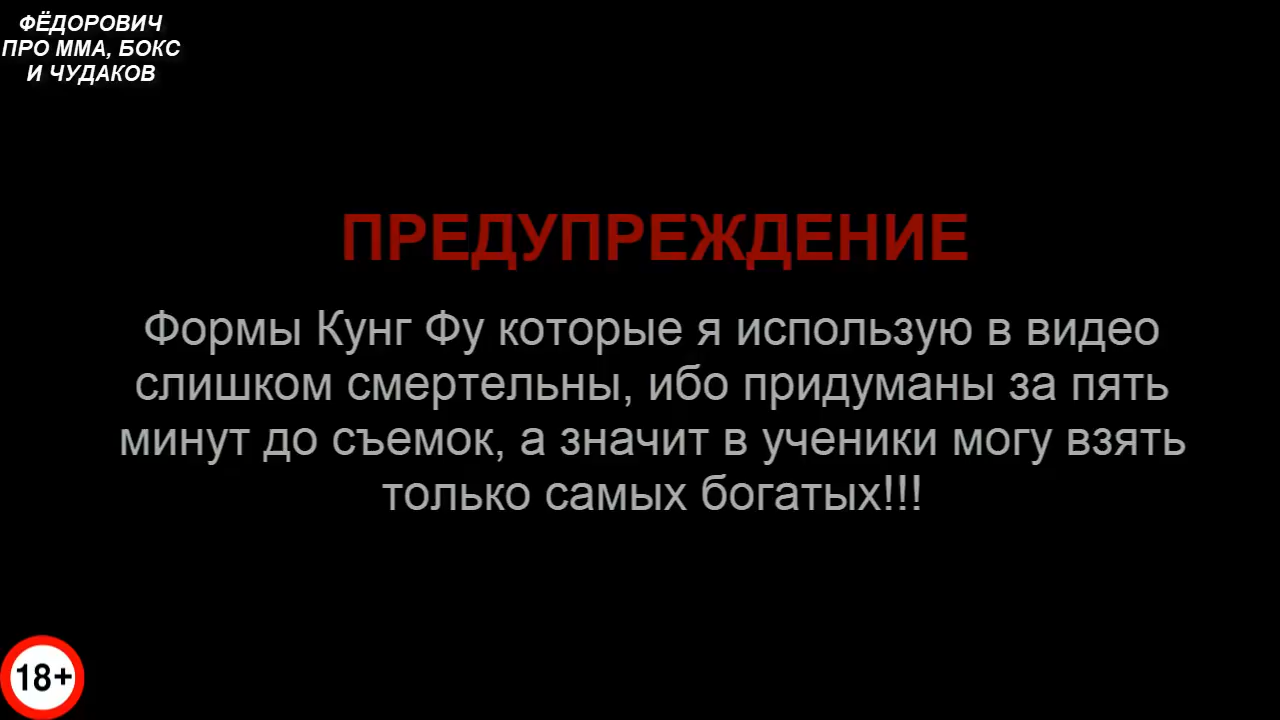 ФЁДОРОВИЧ
ПРО ММА, БОКС
И ЧУДАКОВ
ПРЕДУПРЕЖДЕНИЕ
Формы Кунг Фу которые я использую в видео
слишком смертельны, ибо придуманы за пять
минут до съемок, а значит в ученики могу взять
только самых богатых!!!
18+